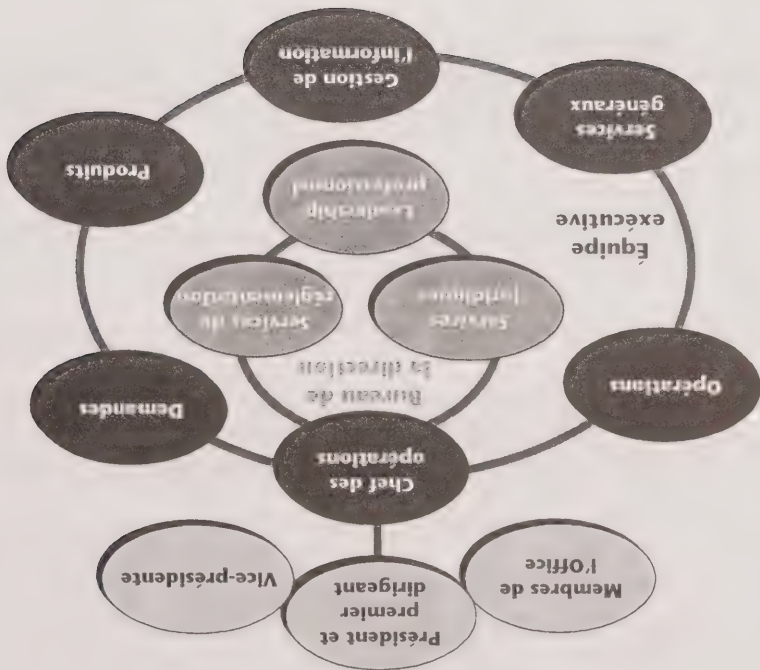 Membres de
l'Office
Président et
premier
dirigeant
Vice-présidente
Chef des
opérations
Opérations
Bureau de
la direction
Demandes
Services
juridiques
Services de
réglementation
Équipe
exécutive
Leadership
professionnel
Services
généraux
Produits
Gestion de
l'information